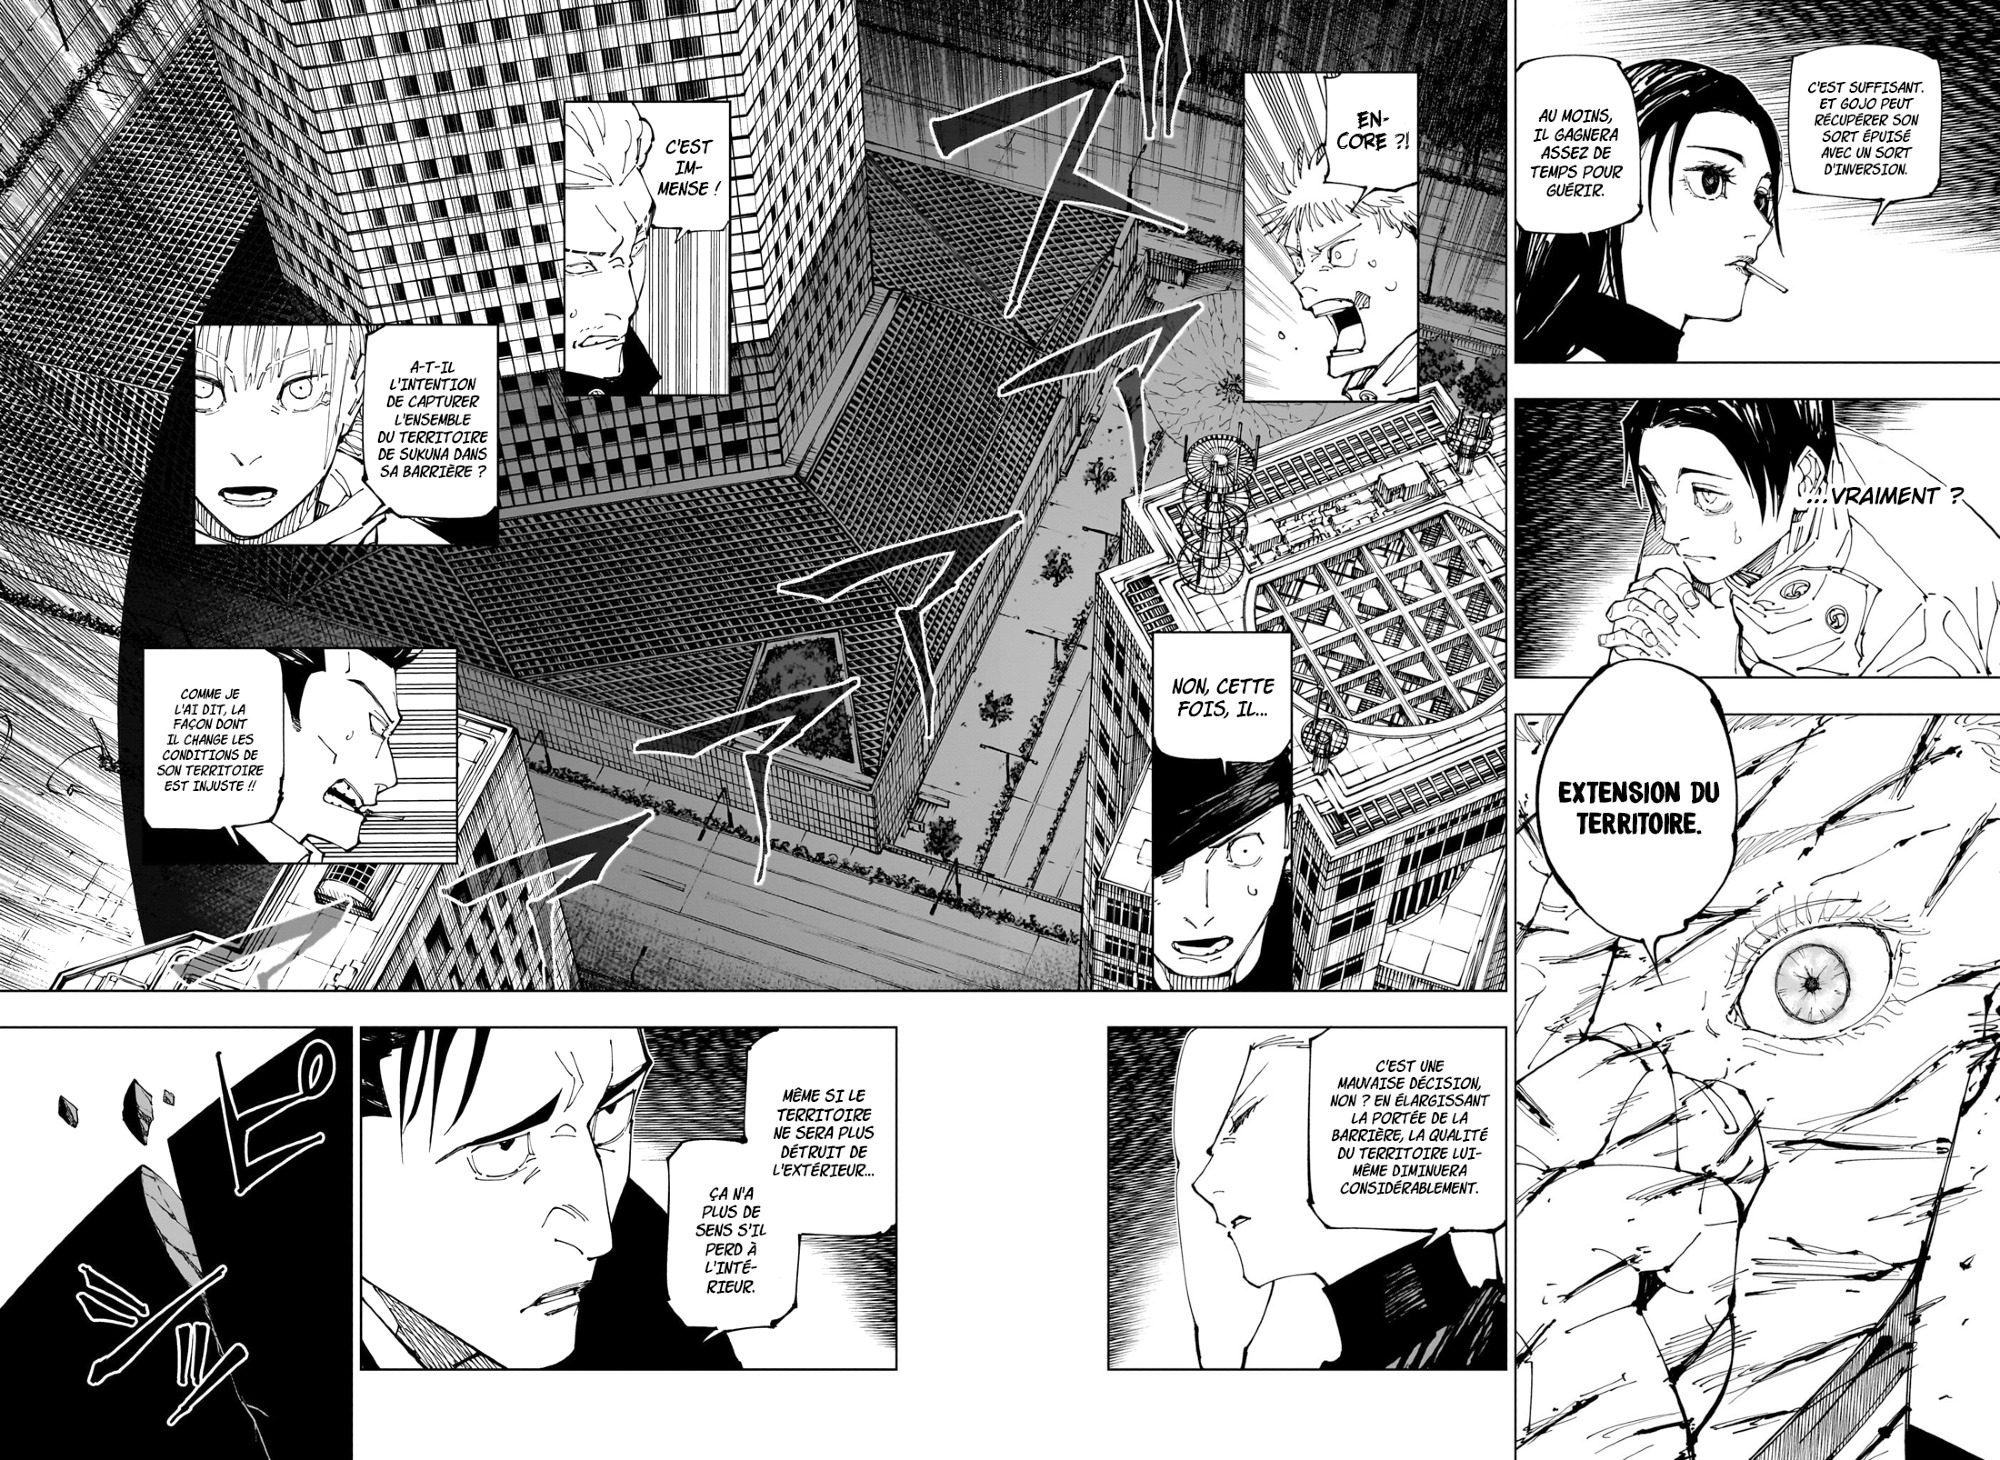 C'EST SUFFISANT.
ET GOJO PEUT
RÉCUPÉRER SON
SORT ÉPUISÉ
AVEC UN SORT
D'INVERSION.
AU MOINS,
IL GAGNERA
ASSEZ DE
TEMPS POUR
GUÉRIR.
...VRAIMENT ?
EXTENSION DU
TERRITOIRE.
EN-
CORE ?!
NON, CETTE
FOIS, IL...
C'EST
IM-
MENSE !
A-T-IL
L'INTENTION
DE CAPTURER
L'ENSEMBLE
DU TERRITOIRE
DE SUKUNA DANS
SA BARRIÈRE ?
COMME JE
L'AI DIT, LA
FAÇON DONT
IL CHANGE LES
CONDITIONS DE
SON TERRITOIRE
EST INJUSTE !!
C'EST UNE
MAUVAISE DÉCISION,
NON ? EN ÉLARGISSANT
LA PORTÉE DE LA
BARRIÈRE, LA QUALITÉ
DU TERRITOIRE LUI-
MÊME DIMINUERA
CONSIDÉRABLEMENT.
MÊME SI LE
TERRITOIRE
NE SERA PLUS
DÉTRUIT DE
L'EXTÉRIEUR...
ÇA N'A
PLUS DE
SENS S'IL
PERD À
L'INTÉ-
RIEUR.
ピシッ